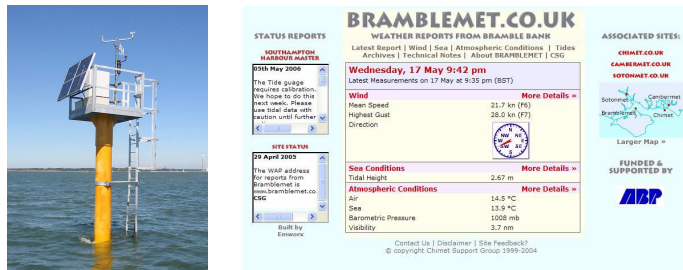 BRAMBLEMET.CO.UK
WEATHER REPORTS FROM BRAMBLE BANK
Latest Report | Wind | Sea | Atmospheric Conditions | Tides
Archives | Technical Notes | About BRAMBLEMET | CSG
STATUS REPORTS
SOUTHAMPTON
HARBOUR MASTER
05th May 2006
The Tide guage
requires calibration.
We hope to do this
next week. Please
use tidal data with
caution until further
SITE STATUS
29 April 2005
The WAP address
for reports from
Bramblemet is
www.bramblemet.co.
CSG
Built by
Emworx
Wednesday, 17 May 9:42 pm
Latest Measurements on 17 May at 9:35 pm (BST)
Wind More Details »
Mean Speed 21.7 kn (F6)
Highest Gust 28.0 kn (F7)
Direction
N
NW NE
W E
SW SE
S
Sea Conditions More Details »
Tidal Height 2.67 m
Atmospheric Conditions More Details »
Air 14.5 °C
Sea 13.9 °C
Barometric Pressure 1008 mb
Visibility 3.7 nm
Contact Us | Disclaimer | Site Feedback?
© copyright Chimet Support Group 1999-2004
ASSOCIATED SITES:
CHIMET.CO.UK
CAMBERMET.CO.UK
SOTONMET.CO.UK
Sotonmet Cambermet
Bramblemet Chimet
Larger Map »
FUNDED &
SUPPORTED BY
ABP